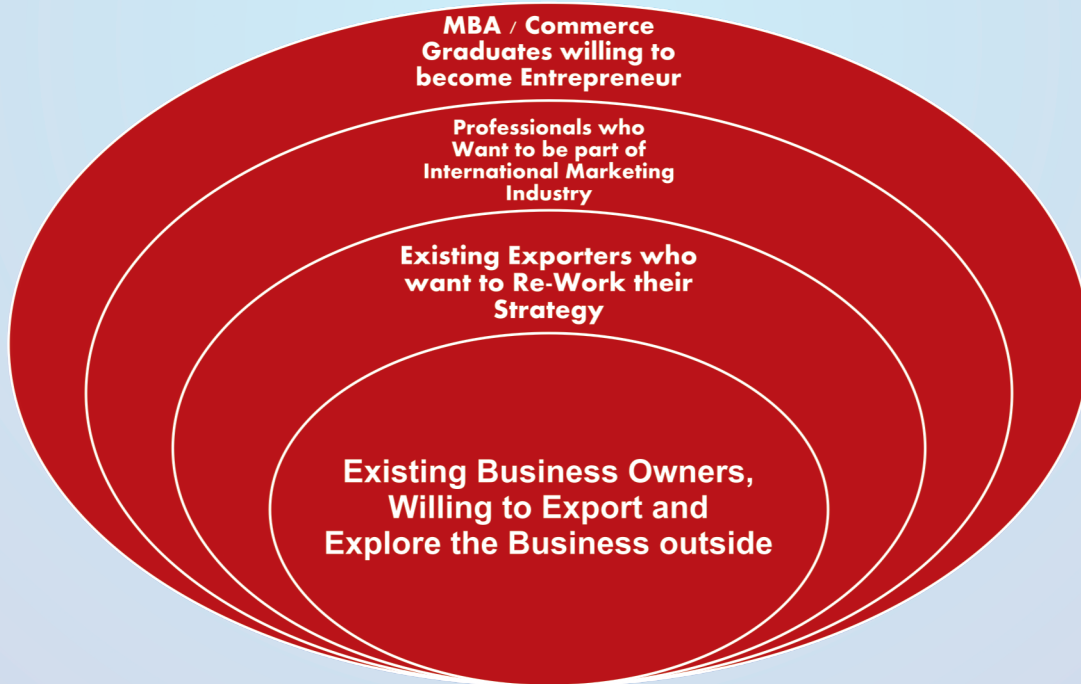 MBA / Commerce
Graduates willing to
become Entrepreneur
Professionals who
Want to be part of
International Marketing
Industry
Existing Exporters who
want to Re-Work their
Strategy
Existing Business Owners,
Willing to Export and
Explore the Business outside